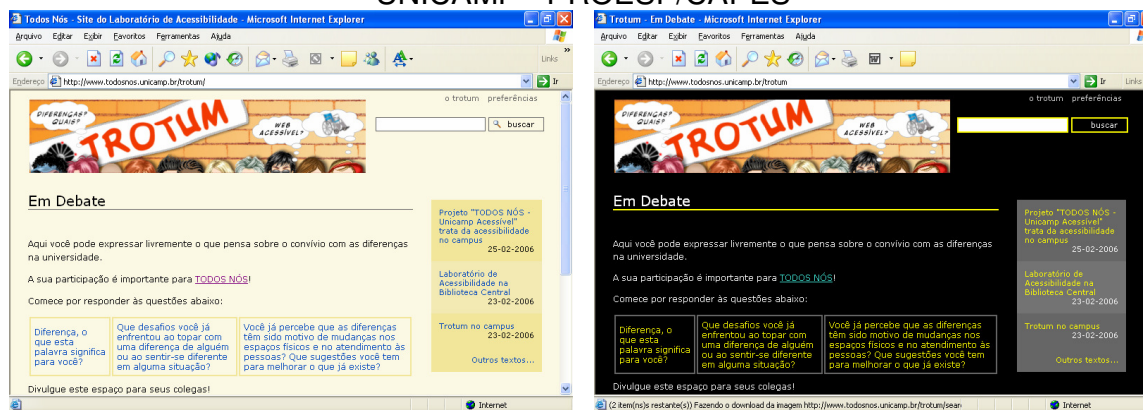 UNICAMP - PROESP/CAPES
Todos Nós - Site do Laboratório de Acessibilidade - Microsoft Internet Explorer
Arquivo Editar Exibir Favoritos Ferramentas Ajuda
Links
Endereço http://www.todosnos.unicamp.br/trotum/ Ir
o trotum preferências
DIFERENÇAS? QUAIS?
TROTUM
WEB ACESSÍVEL?
buscar
Em Debate
Aqui você pode expressar livremente o que pensa sobre o convívio com as diferenças
na universidade.
A sua participação é importante para TODOS NÓS!
Comece por responder às questões abaixo:
Diferença, o
que esta
palavra significa
para você?
Que desafios você já
enfrentou ao topar com
uma diferença de alguém
ou ao sentir-se diferente
em alguma situação?
Você já percebe que as diferenças
têm sido motivo de mudanças nos
espaços físicos e no atendimento às
pessoas? Que sugestões você tem
para melhorar o que já existe?
Divulgue este espaço para seus colegas!
Projeto "TODOS NÓS -
Unicamp Acessível"
trata da acessibilidade
no campus
25-02-2006
Laboratório de
Acessibilidade na
Biblioteca Central
23-02-2006
Trotum no campus
23-02-2006
Outros textos...
Internet
Trotum - Em Debate - Microsoft Internet Explorer
Arquivo Editar Exibir Favoritos Ferramentas Ajuda
Endereço http://www.todosnos.unicamp.br/trotum Ir Links
o trotum preferências
DIFERENÇAS? QUAIS?
TROTUM
WEB ACESSÍVEL?
buscar
Em Debate
Aqui você pode expressar livremente o que pensa sobre o convívio com as diferenças
na universidade.
A sua participação é importante para TODOS NÓS!
Comece por responder às questões abaixo:
Diferença, o
que esta
palavra significa
para você?
Que desafios você já
enfrentou ao topar com
uma diferença de alguém
ou ao sentir-se diferente
em alguma situação?
Você já percebe que as diferenças
têm sido motivo de mudanças nos
espaços físicos e no atendimento às
pessoas? Que sugestões você tem
para melhorar o que já existe?
Divulgue este espaço para seus colegas!
Projeto "TODOS NÓS -
Unicamp Acessível"
trata da acessibilidade
no campus
25-02-2006
Laboratório de
Acessibilidade na
Biblioteca Central
23-02-2006
Trotum no campus
23-02-2006
Outros textos...
(2 item(ns)s restante(s)) Fazendo o download da imagem http://www.todosnos.unicamp.br/trotum/sear
Internet